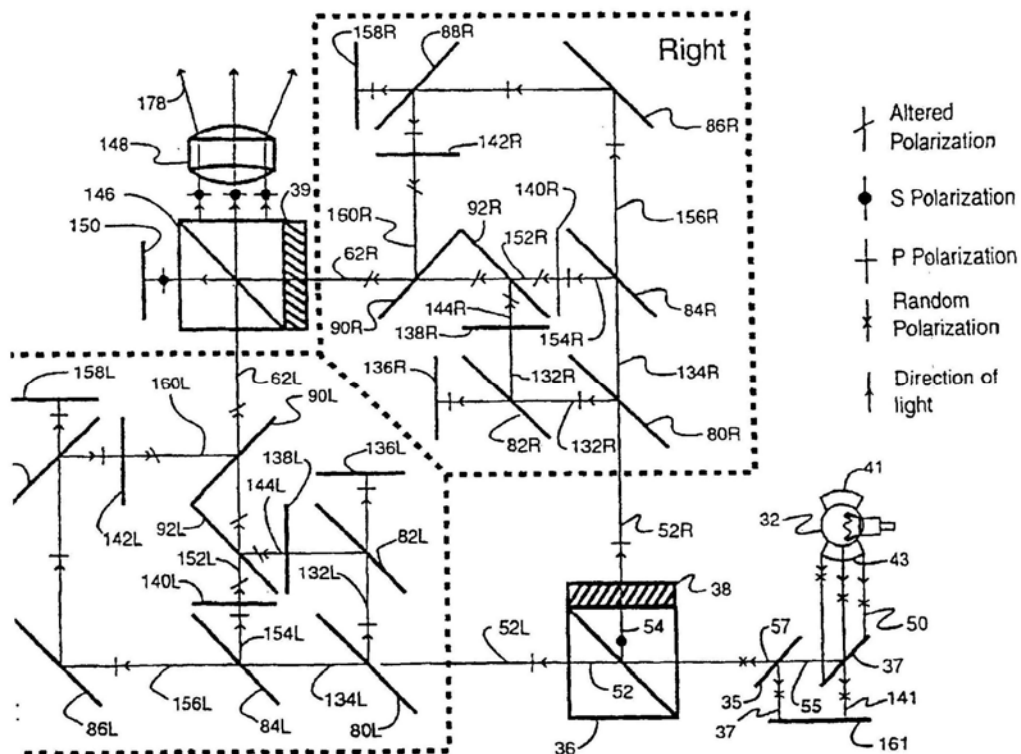 158R
88R
Right
178
86R
Altered
Polarization
148
142R
39
140R
S Polarization
146
160R
92R
156R
P Polarization
150
152R
62R
Random
Polarization
144R
84R
90R
138R
154R
136R
134R
Direction of
light
158L
62L
132R
160L
90L
82R
132R
80R
138L
136L
41
144L
32
142L
92L
82L
52R
43
152L
38
140L
132L
54
57
50
154L
52L
37
52
35
55
141
156L
134L
37
86L
84L
80L
36
161